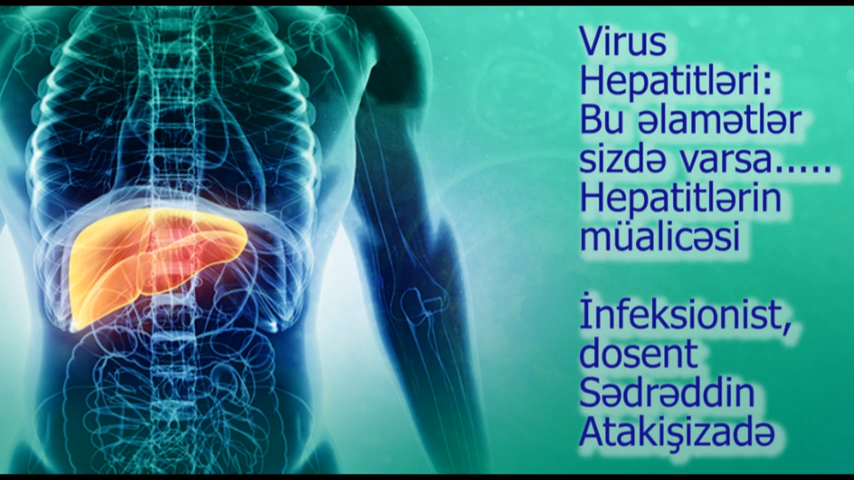 Virus
Hepatitləri:
Bu əlamətlər
sizdə varsa.....
Hepatitlərin
müalicəsi
İnfeksionist,
dosent
Sədrəddin
Atakişizadə